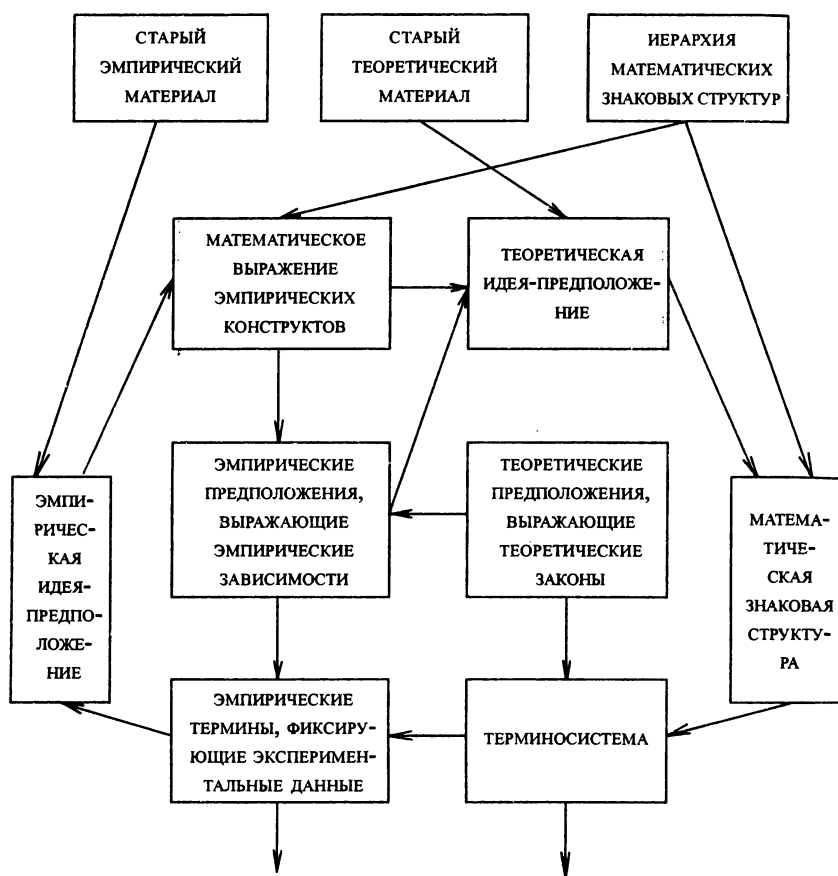 СТАРЫЙ
ЭМПИРИЧЕСКИЙ
МАТЕРИАЛ
СТАРЫЙ
ТЕОРЕТИЧЕСКИЙ
МАТЕРИАЛ
ИЕРАРХИЯ
МАТЕМАТИЧЕСКИХ
ЗНАКОВЫХ СТРУКТУР
МАТЕМАТИЧЕСКОЕ
ВЫРАЖЕНИЕ
ЭМПИРИЧЕСКИХ
КОНСТРУКТОВ
ТЕОРЕТИЧЕСКАЯ
ИДЕЯ-ПРЕДПОЛОЖЕ-
НИЕ
ЭМПИ-
РИЧЕС-
КАЯ
ИДЕЯ-
ПРЕДПО-
ЛОЖЕ-
НИЕ
ЭМПИРИЧЕСКИЕ
ПРЕДПОЛОЖЕНИЯ,
ВЫРАЖАЮЩИЕ
ЭМПИРИЧЕСКИЕ
ЗАВИСИМОСТИ
ТЕОРЕТИЧЕСКИЕ
ПРЕДПОЛОЖЕНИЯ,
ВЫРАЖАЮЩИЕ
ТЕОРЕТИЧЕСКИЕ
ЗАКОНЫ
МАТЕМА-
ТИЧЕ-
СКАЯ
ЗНАКОВАЯ
СТРУКТУ-
РА
ЭМПИРИЧЕСКИЕ
ТЕРМИНЫ, ФИКСИРУ-
ЮЩИЕ ЭКСПЕРИМЕН-
ТАЛЬНЫЕ ДАННЫЕ
ТЕРМИНОСИСТЕМА